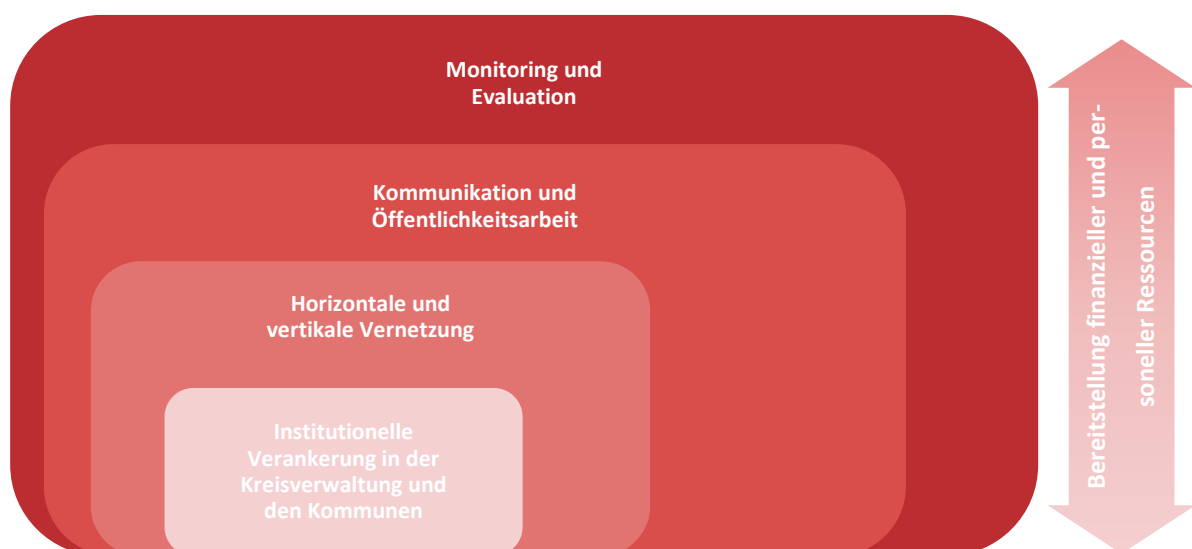 Monitoring und
Evaluation
Kommunikation und
Öffentlichkeitsarbeit
Horizontale und
vertikale Vernetzung
Institutionelle
Verankerung in der
Kreisverwaltung und
den Kommunen
Bereitstellung finanzieller und per-
soneller Ressourcen